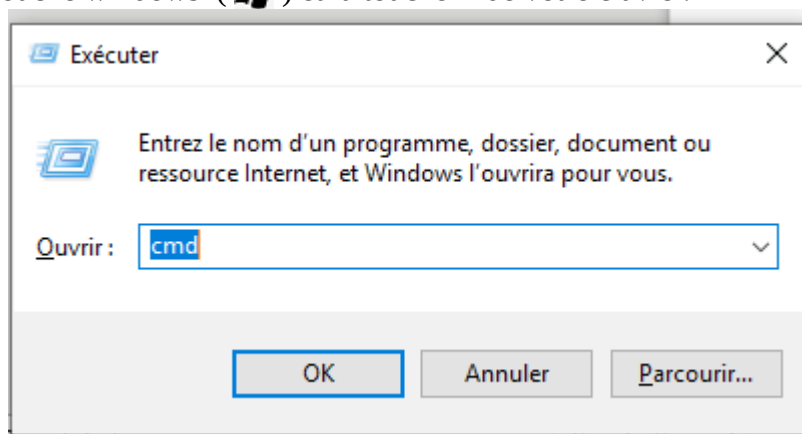 Exécuter
Entrez le nom d'un programme, dossier, document ou
ressource Internet, et Windows l'ouvrira pour vous.
Ouvrir :
cmd
OK
Annuler
Parcourir...